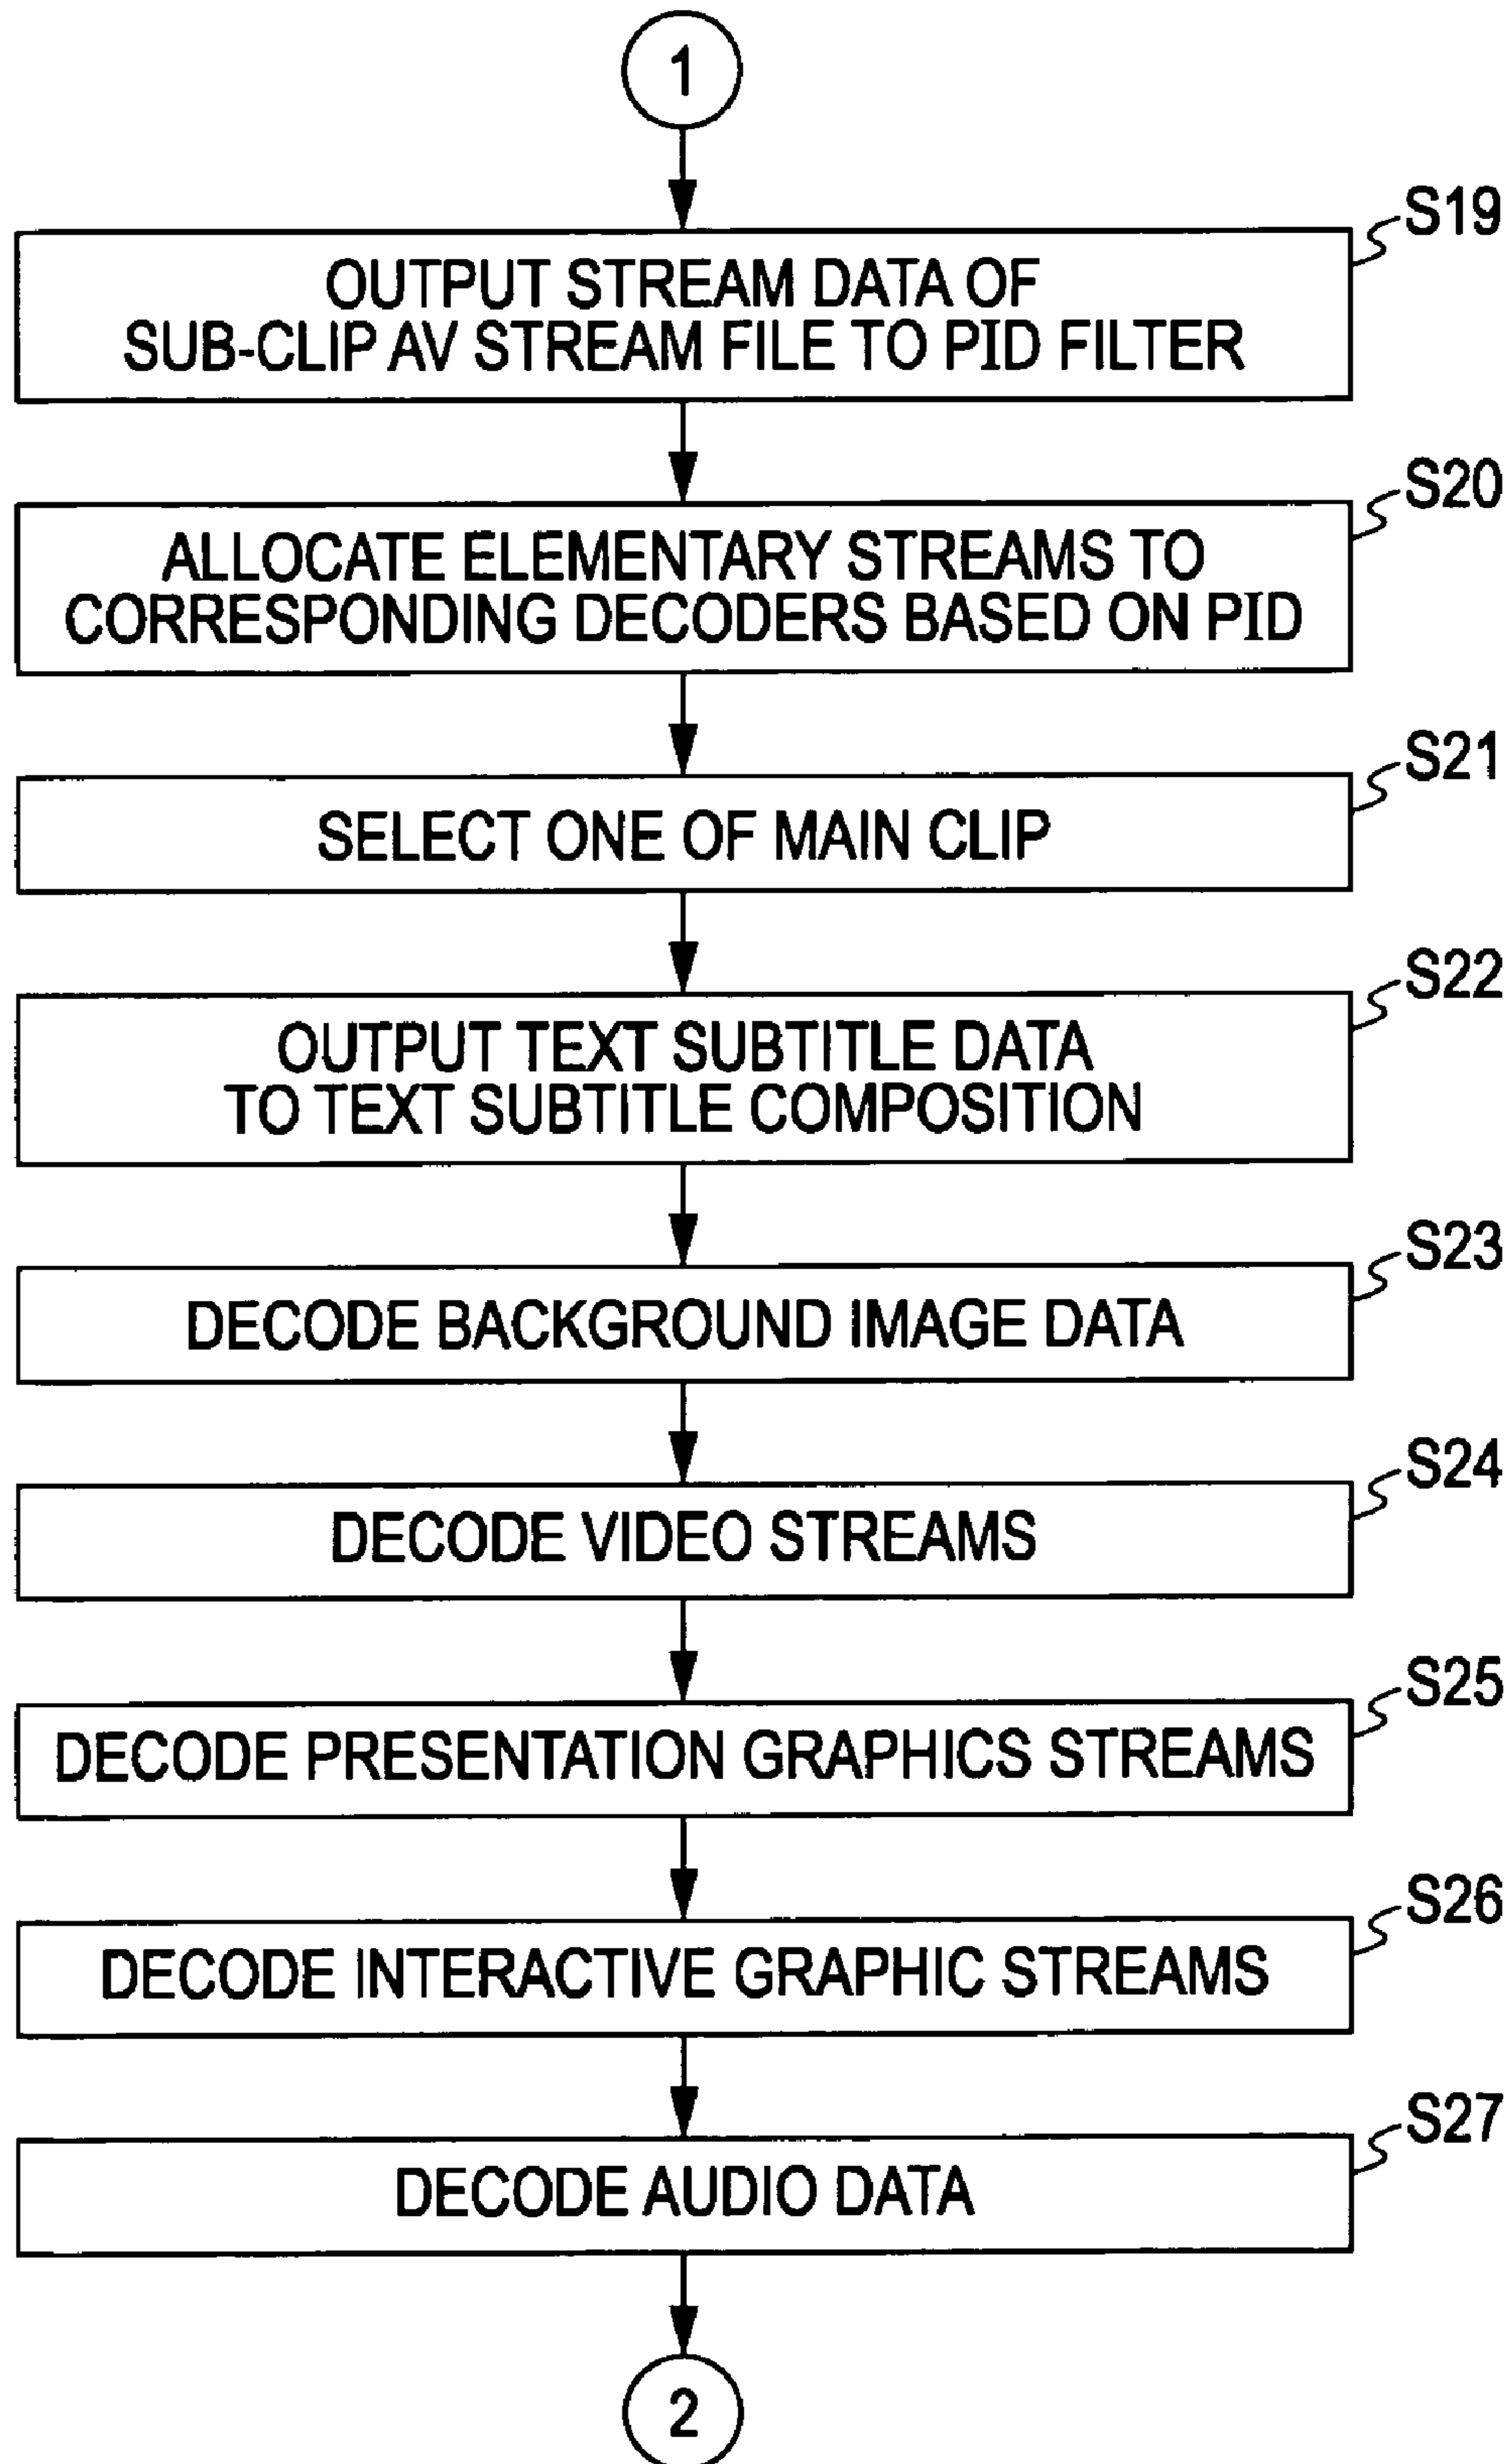 1
S19
OUTPUT STREAM DATA OF
SUB-CLIP AV STREAM FILE TO PID FILTER
S20
ALLOCATE ELEMENTARY STREAMS TO
CORRESPONDING DECODERS BASED ON PID
S21
SELECT ONE OF MAIN CLIP
S22
OUTPUT TEXT SUBTITLE DATA
TO TEXT SUBTITLE COMPOSITION
S23
DECODE BACKGROUND IMAGE DATA
S24
DECODE VIDEO STREAMS
S25
DECODE PRESENTATION GRAPHICS STREAMS
S26
DECODE INTERACTIVE GRAPHIC STREAMS
S27
DECODE AUDIO DATA
2